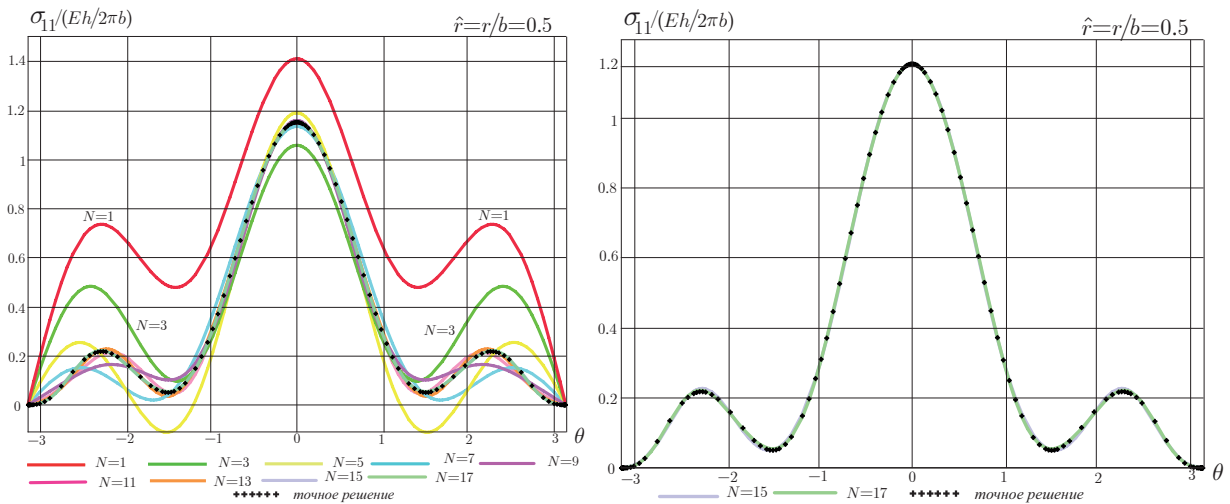 σ₁₁/(Eh/2πb)
r̂=r/b=0.5
1.4
1.2
1
0.8
0.6
0.4
0.2
0
N=1
N=1
N=3
N=3
−3 −2 −1 0 1 2 3 θ
N=1 N=3 N=5 N=7 N=9
N=11 N=13 N=15 N=17
точное решение
σ₁₁/(Eh/2πb)
r̂=r/b=0.5
1.2
1
0.8
0.6
0.4
0.2
0
−3 −2 −1 0 1 2 3 θ
N=15 N=17 точное решение